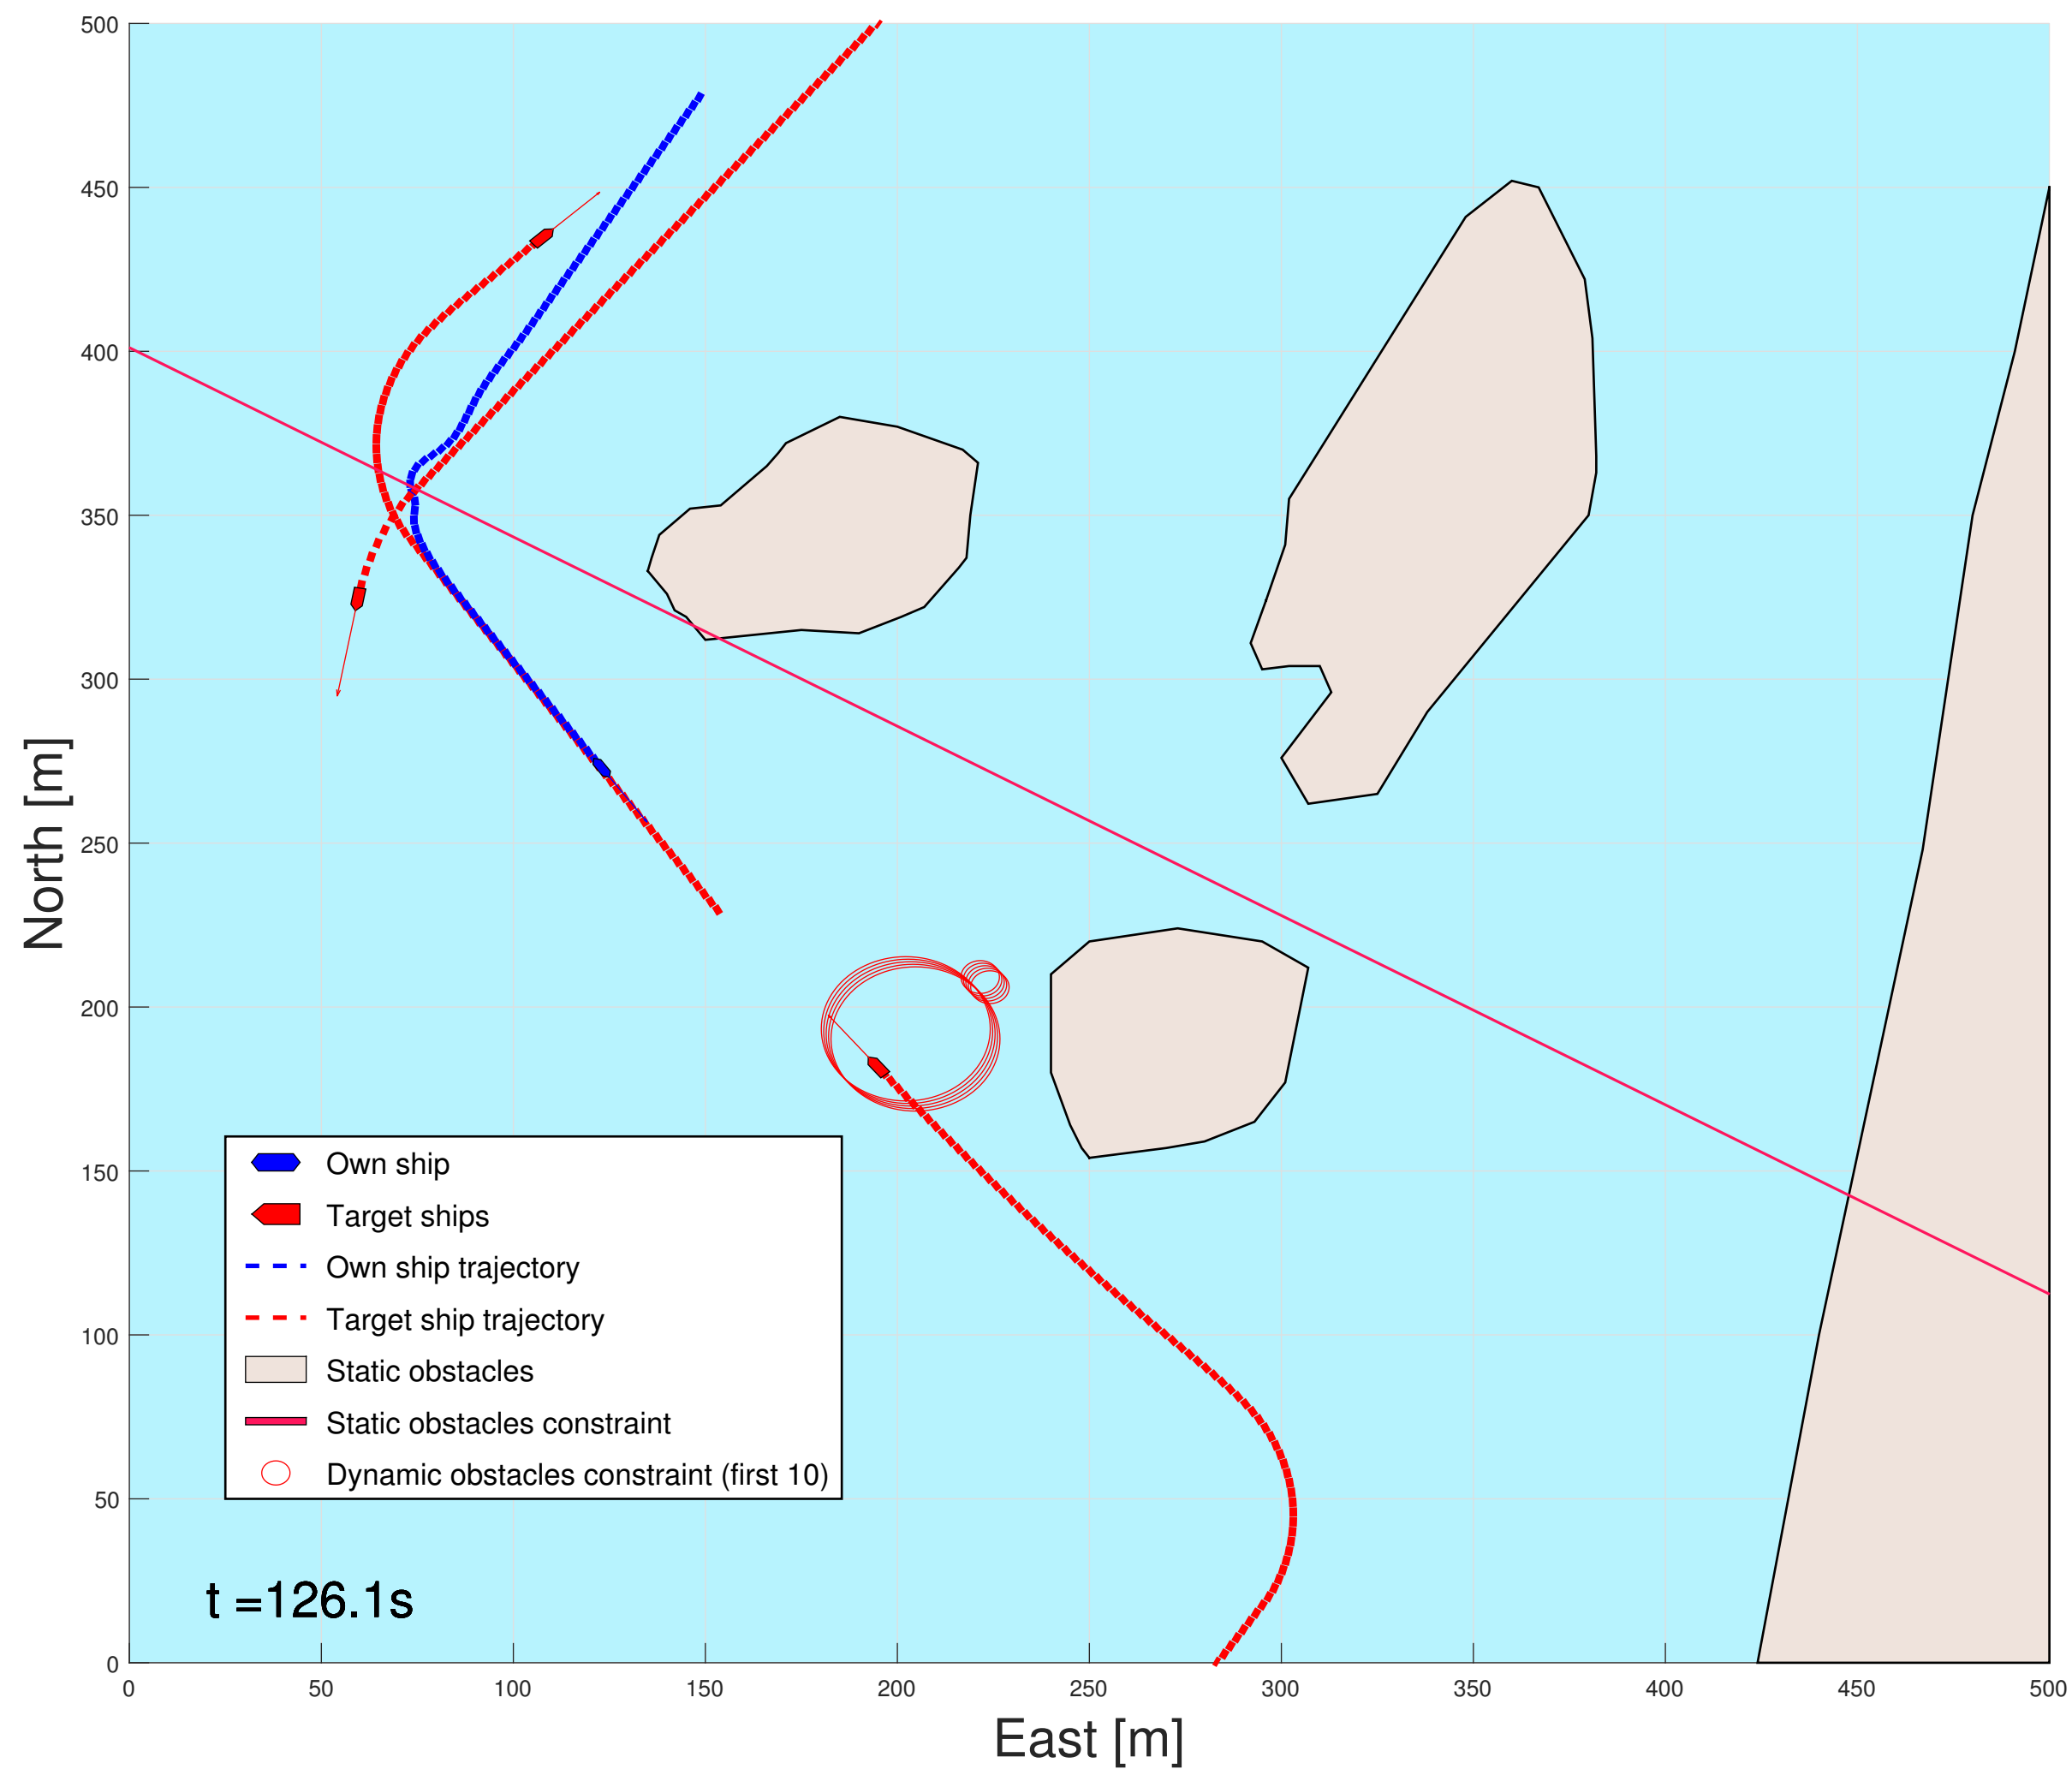 500
450
400
350
300
250
200
150
100
50
0
North [m]
Own ship
Target ships
Own ship trajectory
Target ship trajectory
Static obstacles
Static obstacles constraint
Dynamic obstacles constraint (first 10)
t =126.1s
0 50 100 150 200 250 300 350 400 450 500
East [m]